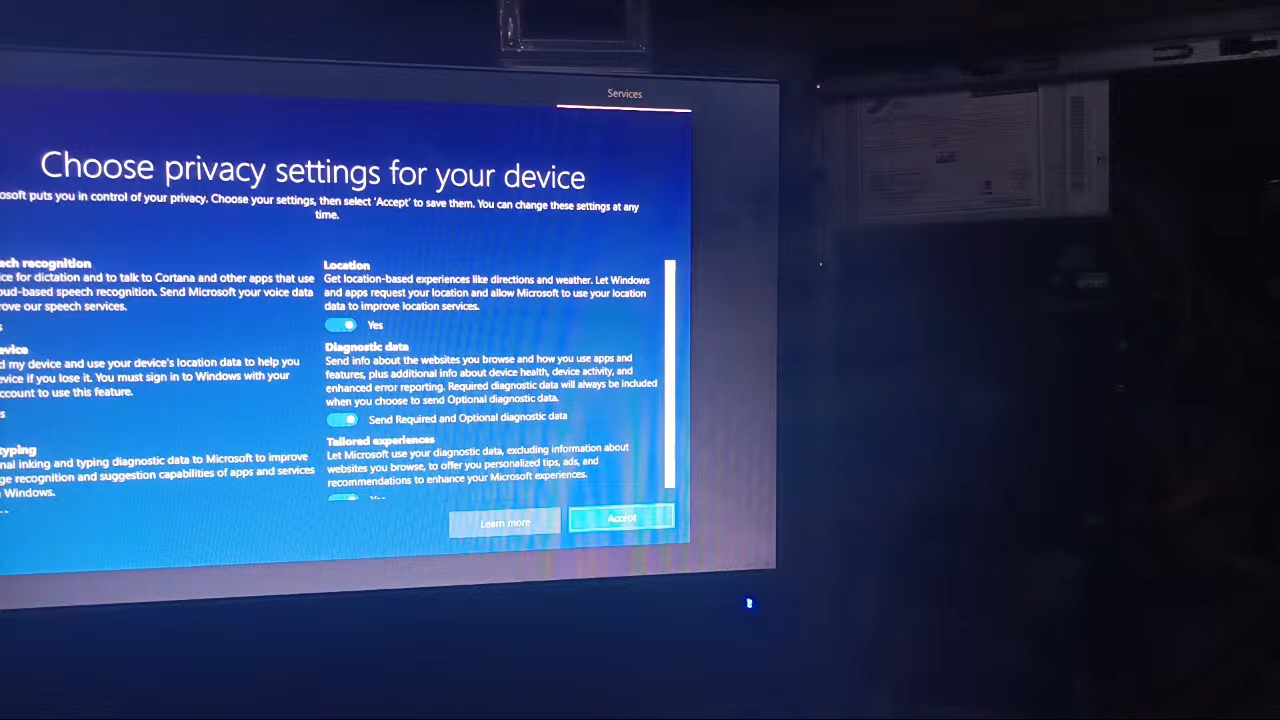 Services
Choose privacy settings for your device
osoft puts you in control of your privacy. Choose your settings, then select 'Accept' to save them. You can change these settings at any
time.
ech recognition
ice for dictation and to talk to Cortana and other apps that use
oud-based speech recognition. Send Microsoft your voice data
rove our speech services.
s
evice
d my device and use your device's location data to help you
evice if you lose it. You must sign in to Windows with your
account to use this feature.
s
typing
nal inking and typing diagnostic data to Microsoft to improve
ge recognition and suggestion capabilities of apps and services
Windows.
Location
Get location-based experiences like directions and weather. Let Windows
and apps request your location and allow Microsoft to use your location
data to improve location services.
Yes
Diagnostic data
Send info about the websites you browse and how you use apps and
features, plus additional info about device health, device activity, and
enhanced error reporting. Required diagnostic data will always be included
when you choose to send Optional diagnostic data.
Send Required and Optional diagnostic data
Tailored experiences
Let Microsoft use your diagnostic data, excluding information about
websites you browse, to offer you personalized tips, ads, and
recommendations to enhance your Microsoft experiences.
Yes
Learn more
Accept